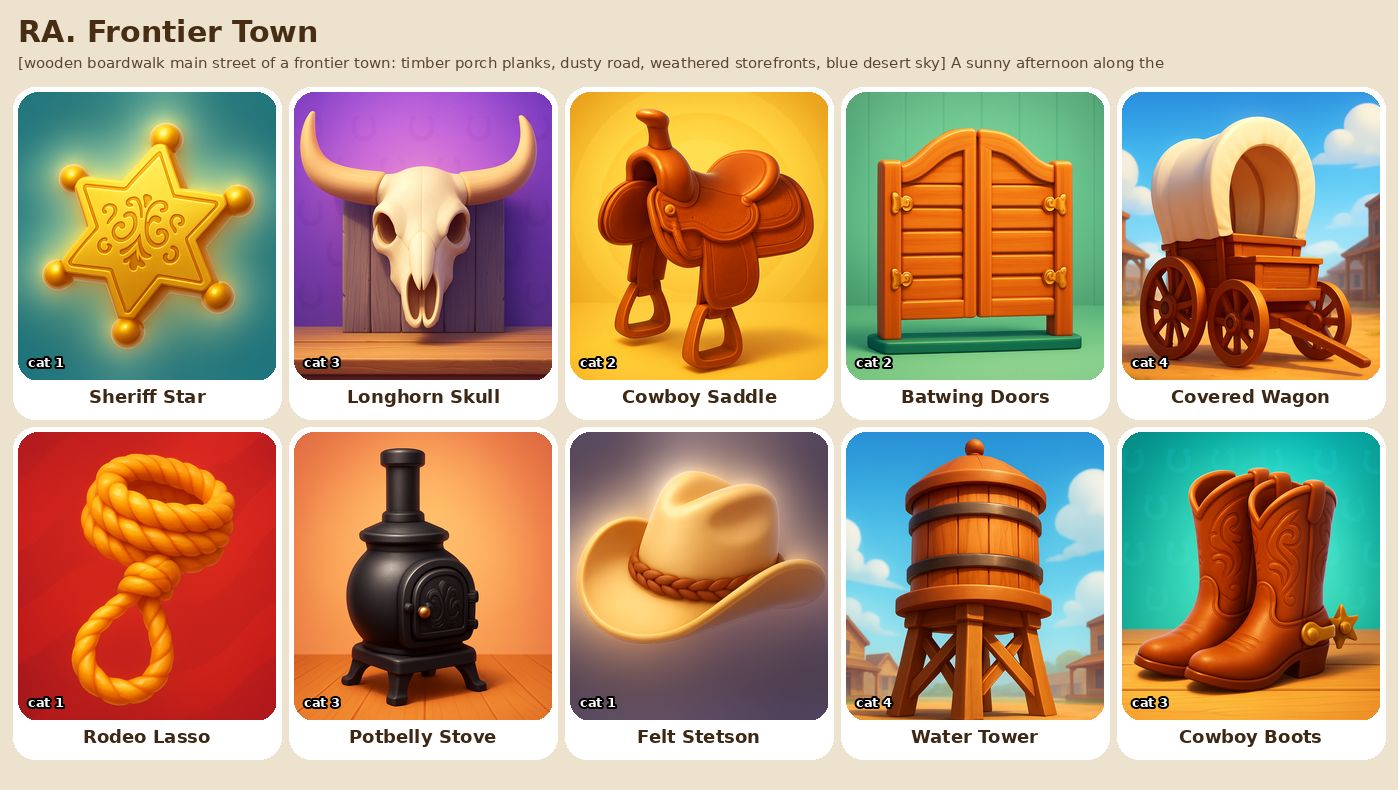 RA. Frontier Town
[wooden boardwalk main street of a frontier town: timber porch planks, dusty road, weathered storefronts, blue desert sky] A sunny afternoon along the
cat 1
cat 3
cat 2
cat 2
cat 4
Sheriff Star
Longhorn Skull
Cowboy Saddle
Batwing Doors
Covered Wagon
cat 1
cat 3
cat 1
cat 4
cat 3
Rodeo Lasso
Potbelly Stove
Felt Stetson
Water Tower
Cowboy Boots